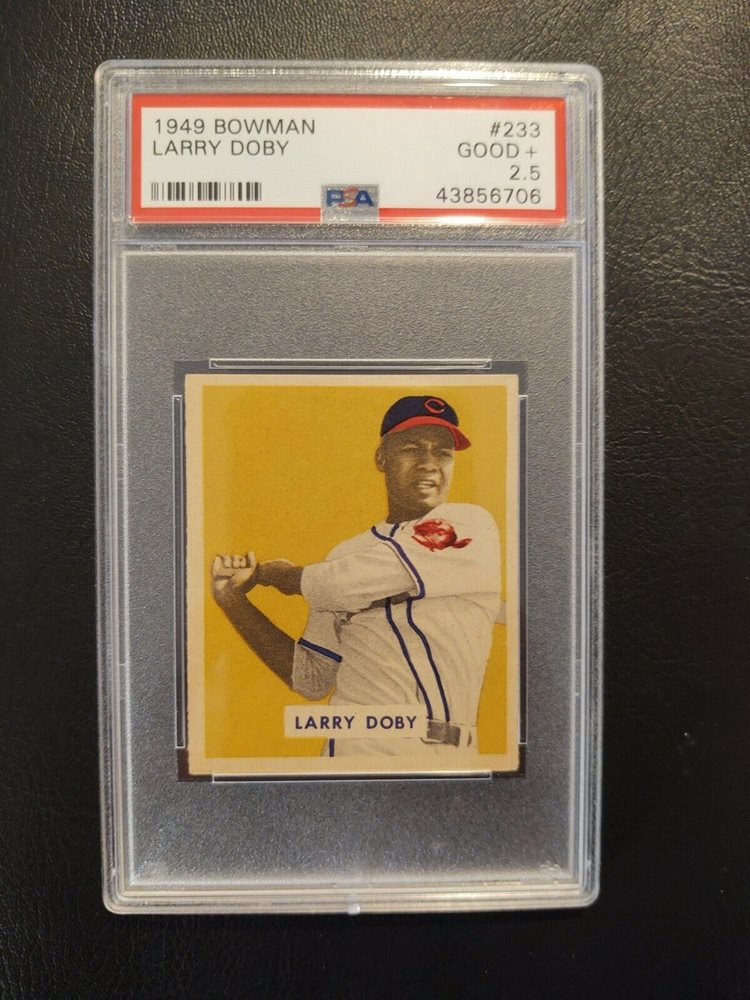 1949 BOWMAN #233
LARRY DOBY GOOD +
2.5
PSA 43856706
C
LARRY DOBY